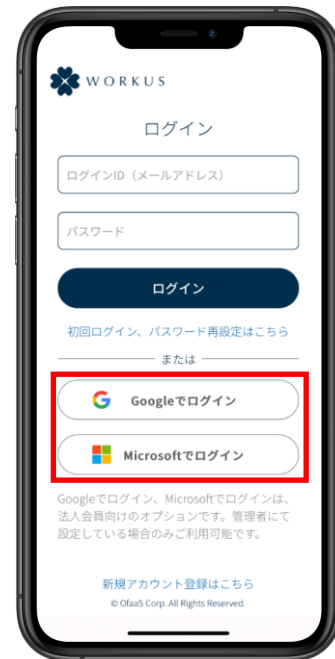 WORKUS
ログイン
ログインID（メールアドレス）
パスワード
ログイン
初回ログイン、パスワード再設定はこちら
または
Googleでログイン
Microsoftでログイン
Googleでログイン、Microsoftでログインは、
法人会員向けのオプションです。管理者にて
設定している場合のみご利用可能です。
新規アカウント登録はこちら
© OfaaS Corp. All Rights Reserved.